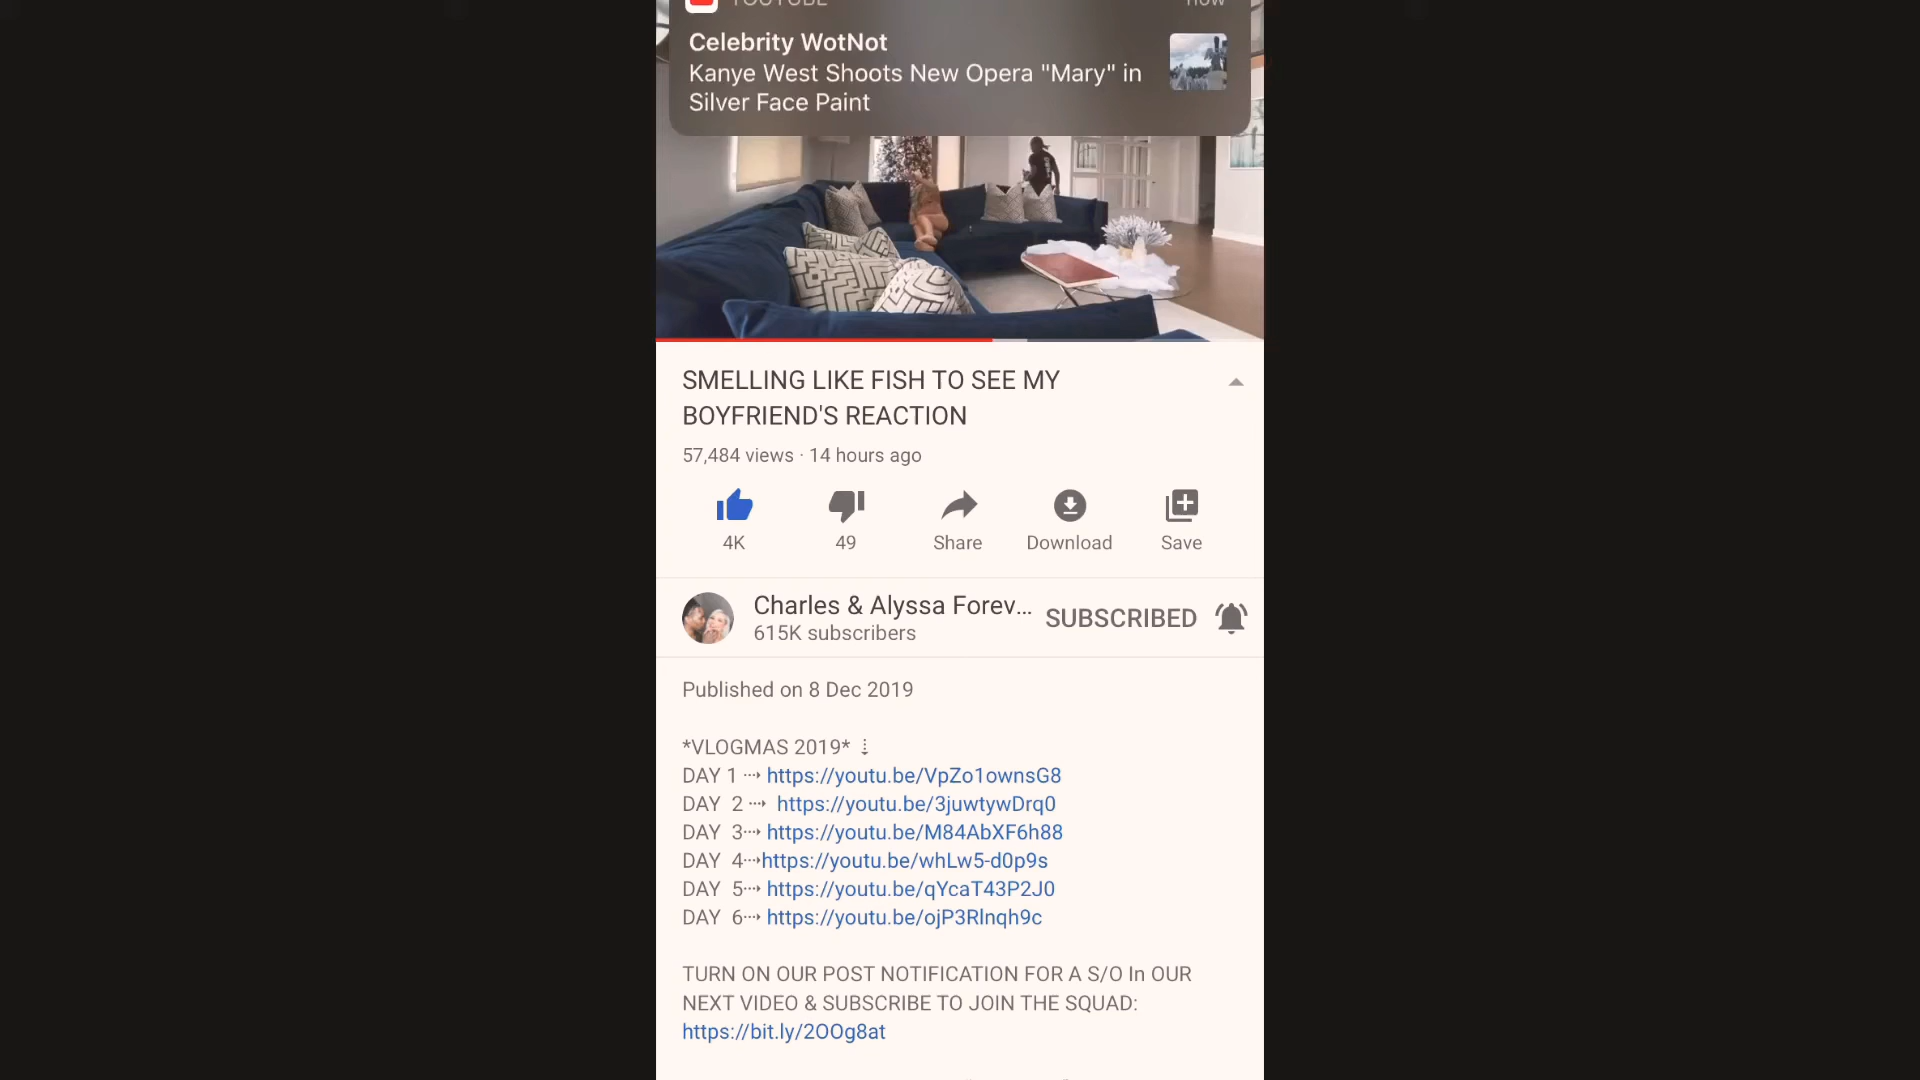 YOUTUBE now
Celebrity WotNot
Kanye West Shoots New Opera "Mary" in
Silver Face Paint
SMELLING LIKE FISH TO SEE MY
BOYFRIEND'S REACTION
57,484 views · 14 hours ago
4K 49 Share Download Save
Charles & Alyssa Forev... SUBSCRIBED
615K subscribers
Published on 8 Dec 2019
*VLOGMAS 2019* ⇣
DAY 1 ⇢ https://youtu.be/VpZo1ownsG8
DAY 2 ⇢ https://youtu.be/3juwtywDrq0
DAY 3⇢ https://youtu.be/M84AbXF6h88
DAY 4⇢https://youtu.be/whLw5-d0p9s
DAY 5⇢ https://youtu.be/qYcaT43P2J0
DAY 6⇢ https://youtu.be/ojP3Rlnqh9c
TURN ON OUR POST NOTIFICATION FOR A S/O In OUR
NEXT VIDEO & SUBSCRIBE TO JOIN THE SQUAD:
https://bit.ly/2OOg8at